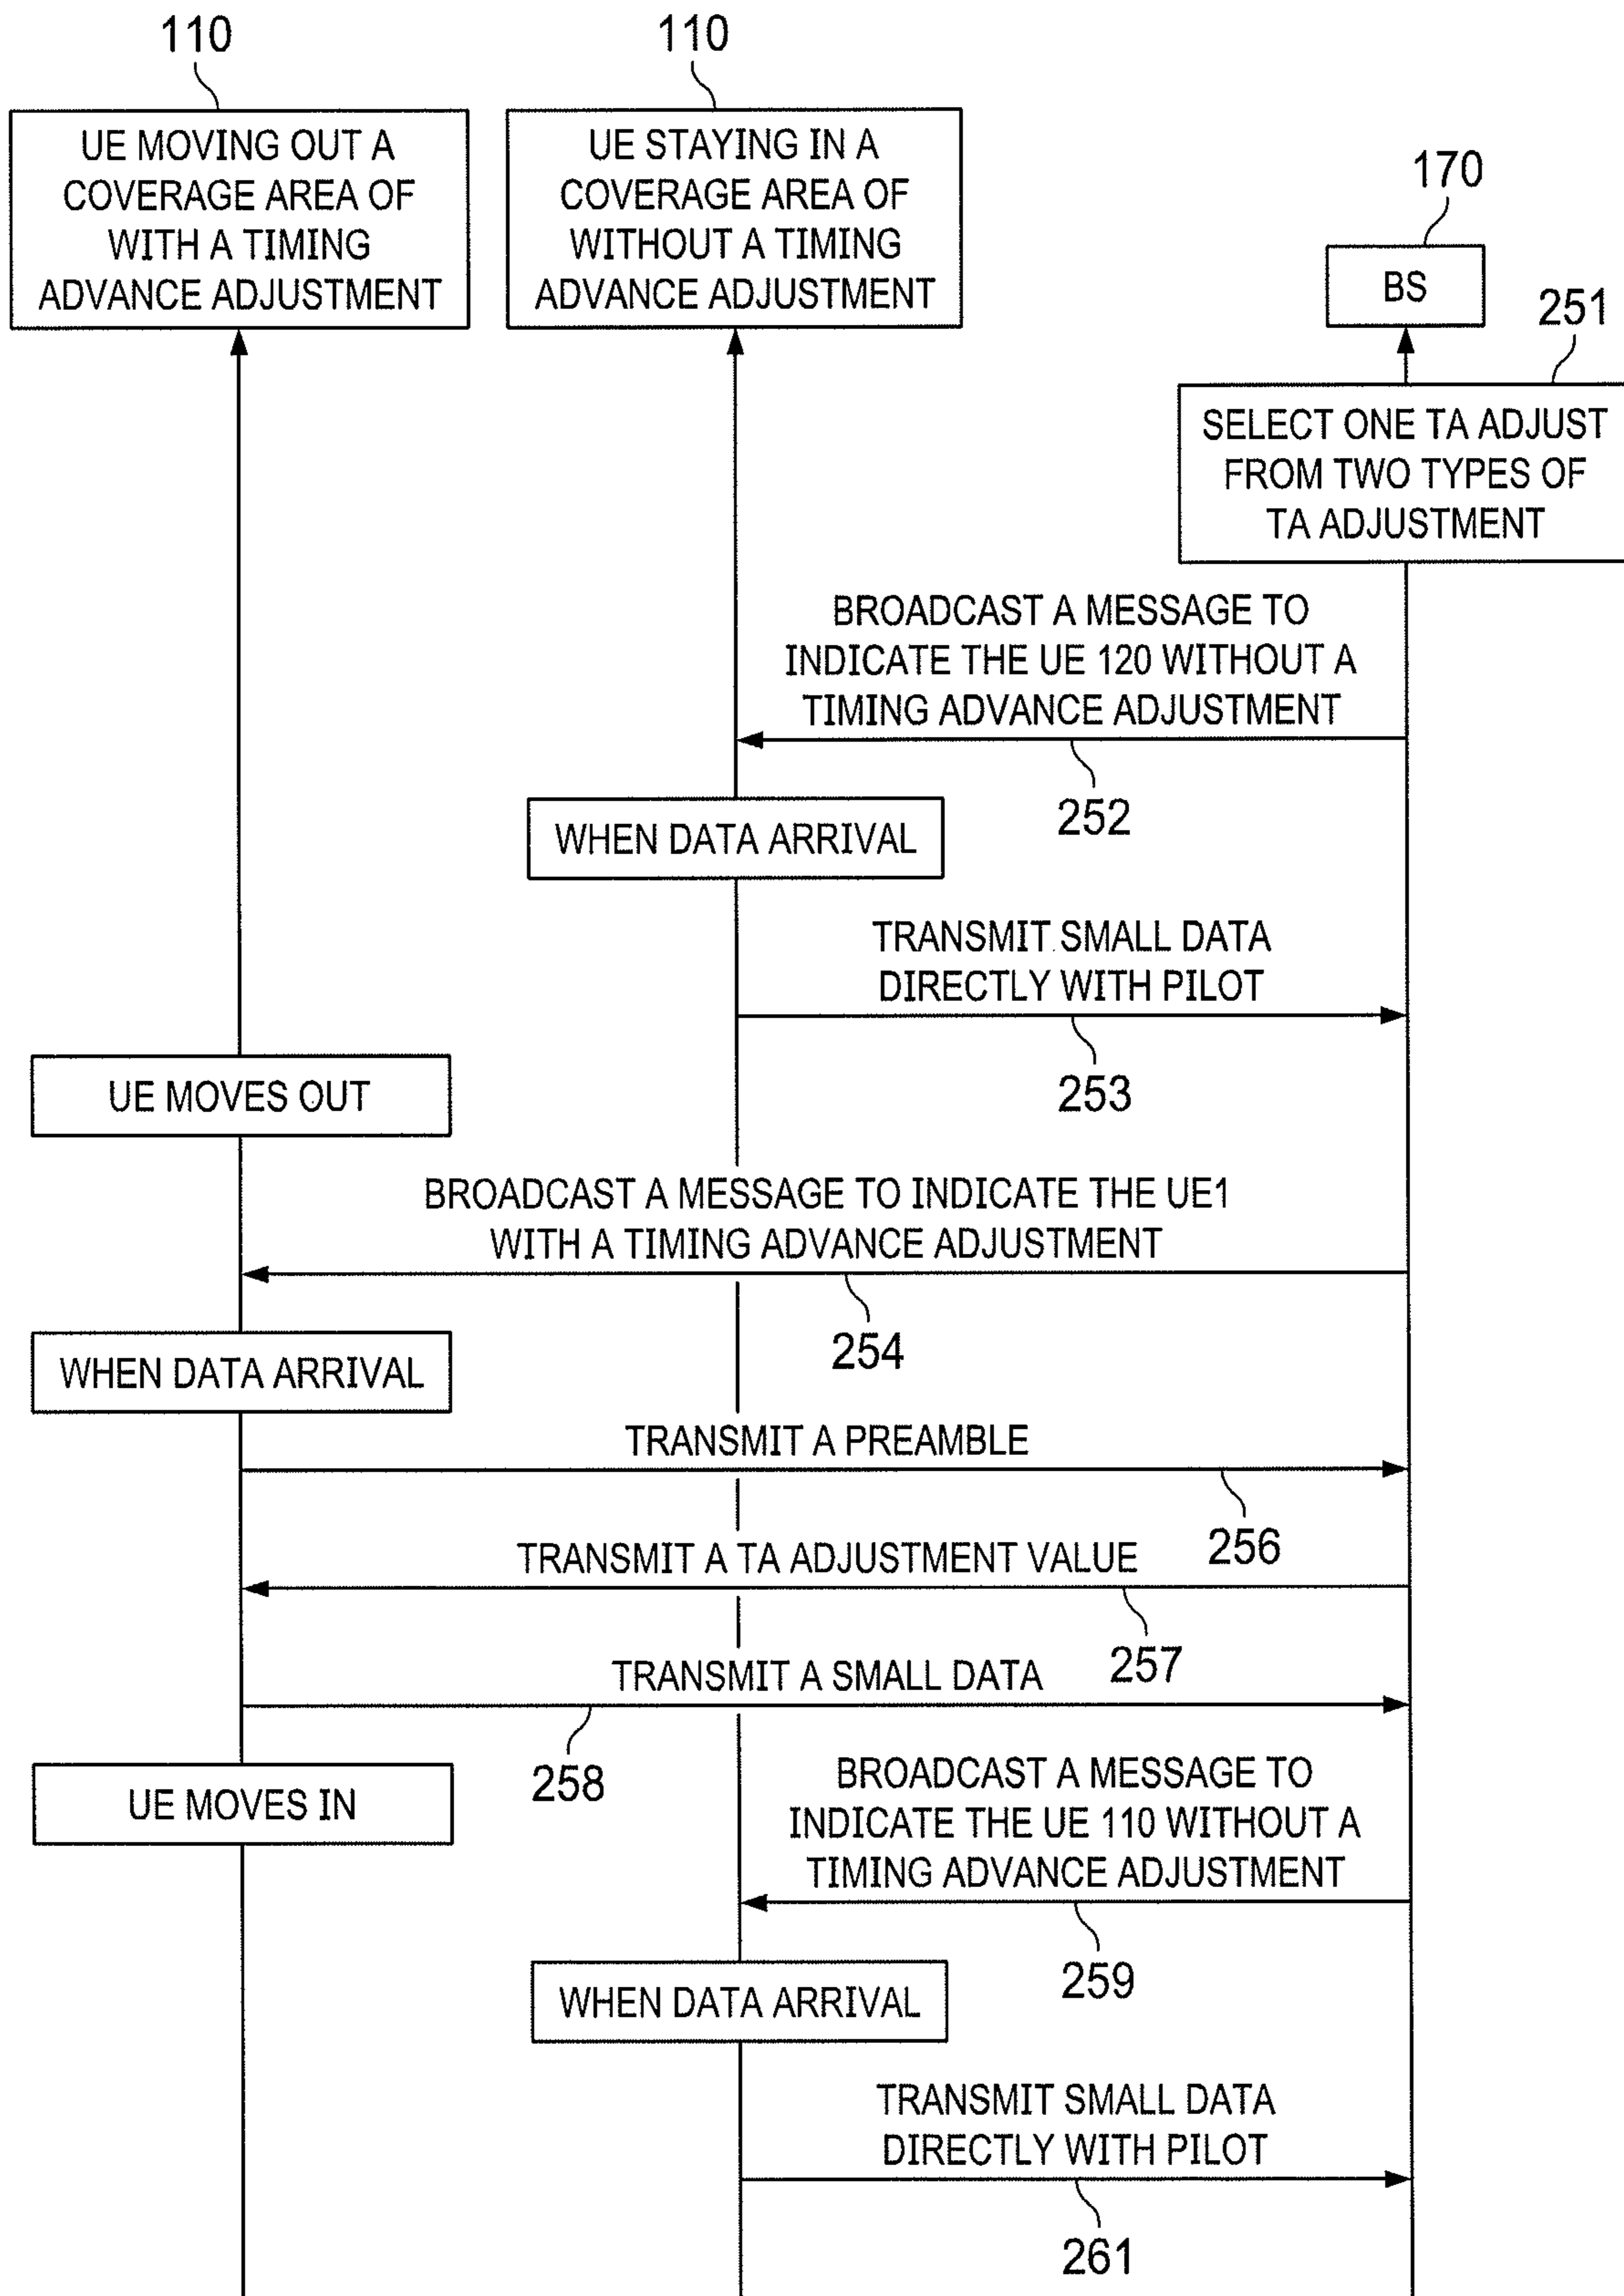 110
110
UE MOVING OUT A
COVERAGE AREA OF
WITH A TIMING
ADVANCE ADJUSTMENT
UE STAYING IN A
COVERAGE AREA OF
WITHOUT A TIMING
ADVANCE ADJUSTMENT
170
BS
251
SELECT ONE TA ADJUST
FROM TWO TYPES OF
TA ADJUSTMENT
BROADCAST A MESSAGE TO
INDICATE THE UE 120 WITHOUT A
TIMING ADVANCE ADJUSTMENT
252
WHEN DATA ARRIVAL
TRANSMIT SMALL DATA
DIRECTLY WITH PILOT
253
UE MOVES OUT
BROADCAST A MESSAGE TO INDICATE THE UE1
WITH A TIMING ADVANCE ADJUSTMENT
254
WHEN DATA ARRIVAL
TRANSMIT A PREAMBLE
256
TRANSMIT A TA ADJUSTMENT VALUE
257
TRANSMIT A SMALL DATA
258
UE MOVES IN
BROADCAST A MESSAGE TO
INDICATE THE UE 110 WITHOUT A
TIMING ADVANCE ADJUSTMENT
259
WHEN DATA ARRIVAL
TRANSMIT SMALL DATA
DIRECTLY WITH PILOT
261